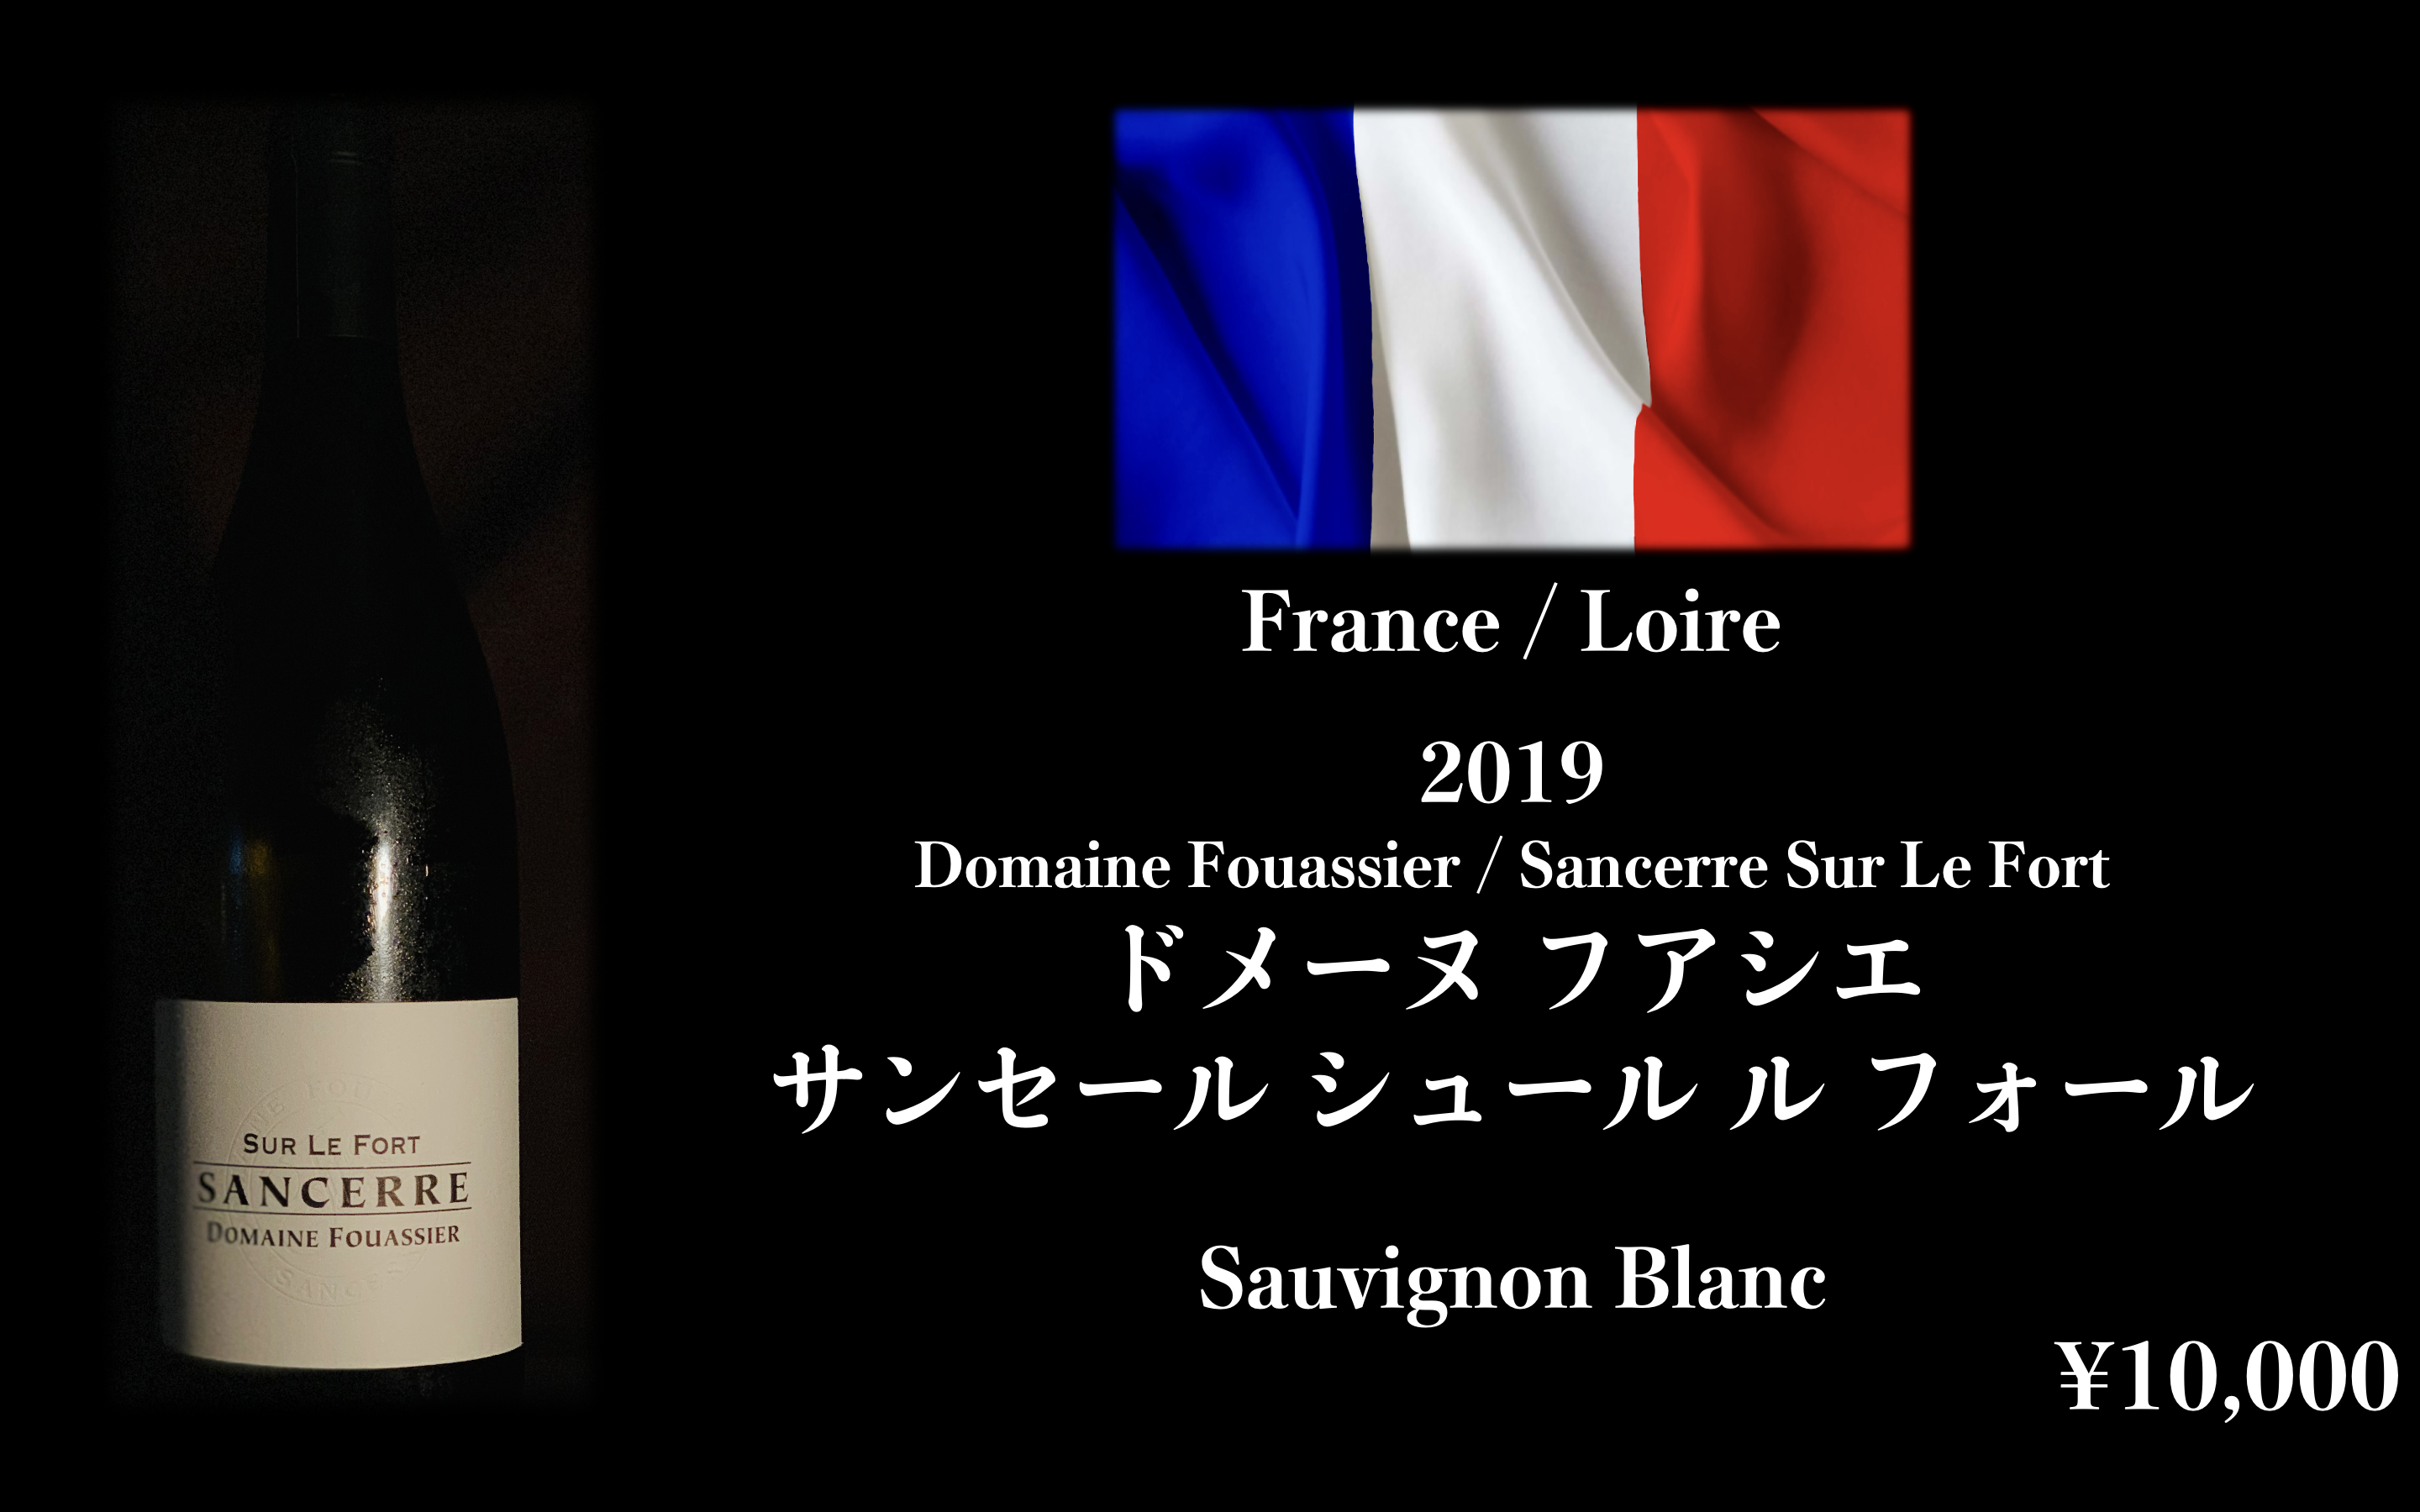 SUR LE FORT
SANCERRE
DOMAINE FOUASSIER
France / Loire
2019
Domaine Fouassier / Sancerre Sur Le Fort
ドメーヌ フアシエ
サンセール シュール ル フォール
Sauvignon Blanc
¥10,000